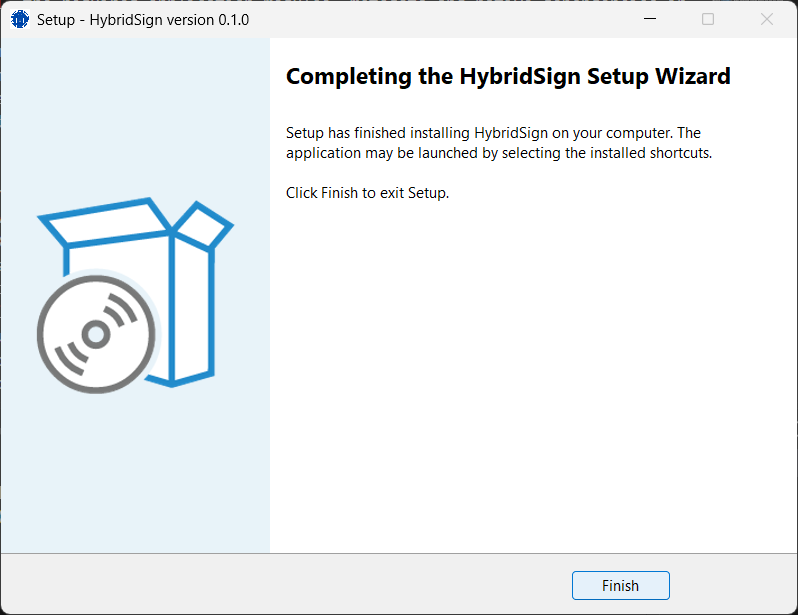 Setup - HybridSign version 0.1.0
Completing the HybridSign Setup Wizard
Setup has finished installing HybridSign on your computer. The
application may be launched by selecting the installed shortcuts.
Click Finish to exit Setup.
Finish